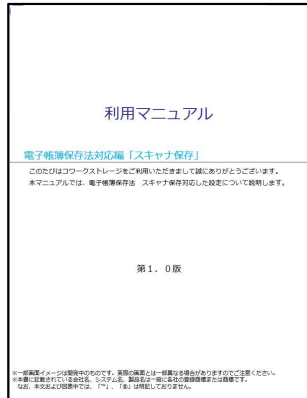 利用マニュアル
電子帳簿保存法対応編「スキャナ保存」
このたびはコワークストレージをご利用いただきまして誠にありがとうございます。
本マニュアルでは、電子帳簿保存法　スキャナ保存対応した設定について説明します。
第１．０版
※一部画面イメージは開発中のものです。実際の画面とは一部異なる場合がありますのでご注意ください。
※本書に記載されている会社名、システム名、製品名は一般に各社の登録商標または商標です。
なお、本文および図表中では、「™」、「®」は明記しておりません。